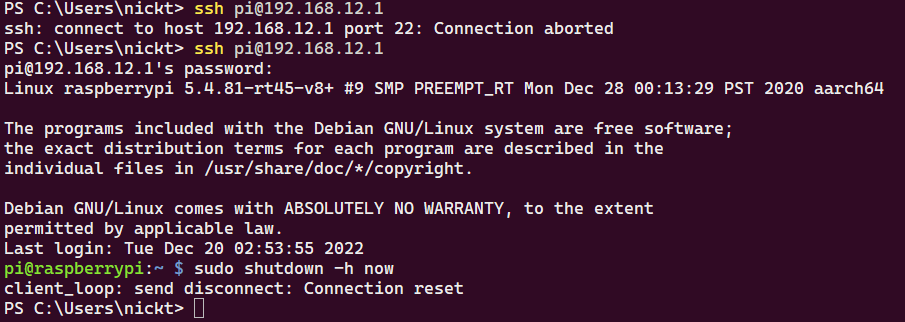 PS C:\Users\nickt> ssh pi@192.168.12.1
ssh: connect to host 192.168.12.1 port 22: Connection aborted
PS C:\Users\nickt> ssh pi@192.168.12.1
pi@192.168.12.1's password:
Linux raspberrypi 5.4.81-rt45-v8+ #9 SMP PREEMPT_RT Mon Dec 28 00:13:29 PST 2020 aarch64

The programs included with the Debian GNU/Linux system are free software;
the exact distribution terms for each program are described in the
individual files in /usr/share/doc/*/copyright.

Debian GNU/Linux comes with ABSOLUTELY NO WARRANTY, to the extent
permitted by applicable law.
Last login: Tue Dec 20 02:53:55 2022
pi@raspberrypi:~ $ sudo shutdown -h now
client_loop: send disconnect: Connection reset
PS C:\Users\nickt>